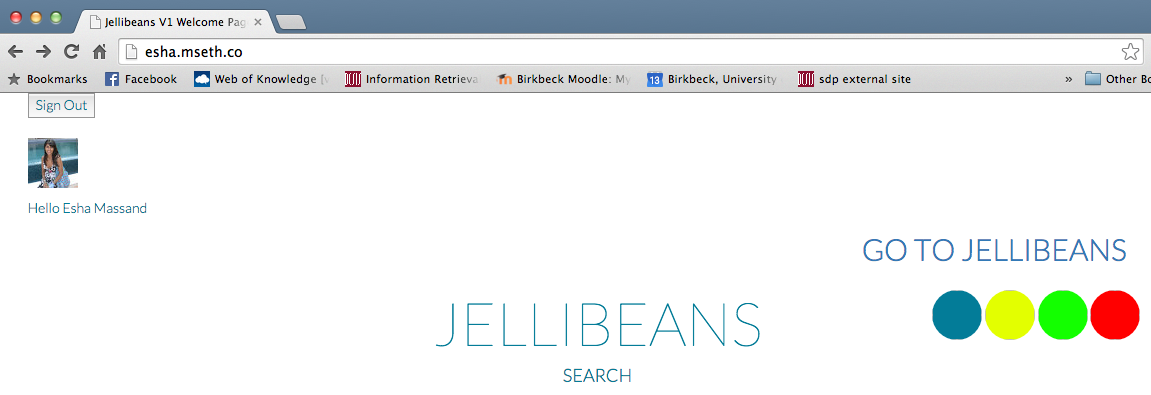 Jellibeans V1 Welcome Pag
esha.mseth.co
Bookmarks Facebook Web of Knowledge [v Information Retrieva Birkbeck Moodle: My 13 Birkbeck, University sdp external site » Other Bo
Sign Out
Hello Esha Massand
GO TO JELLIBEANS
JELLIBEANS
SEARCH